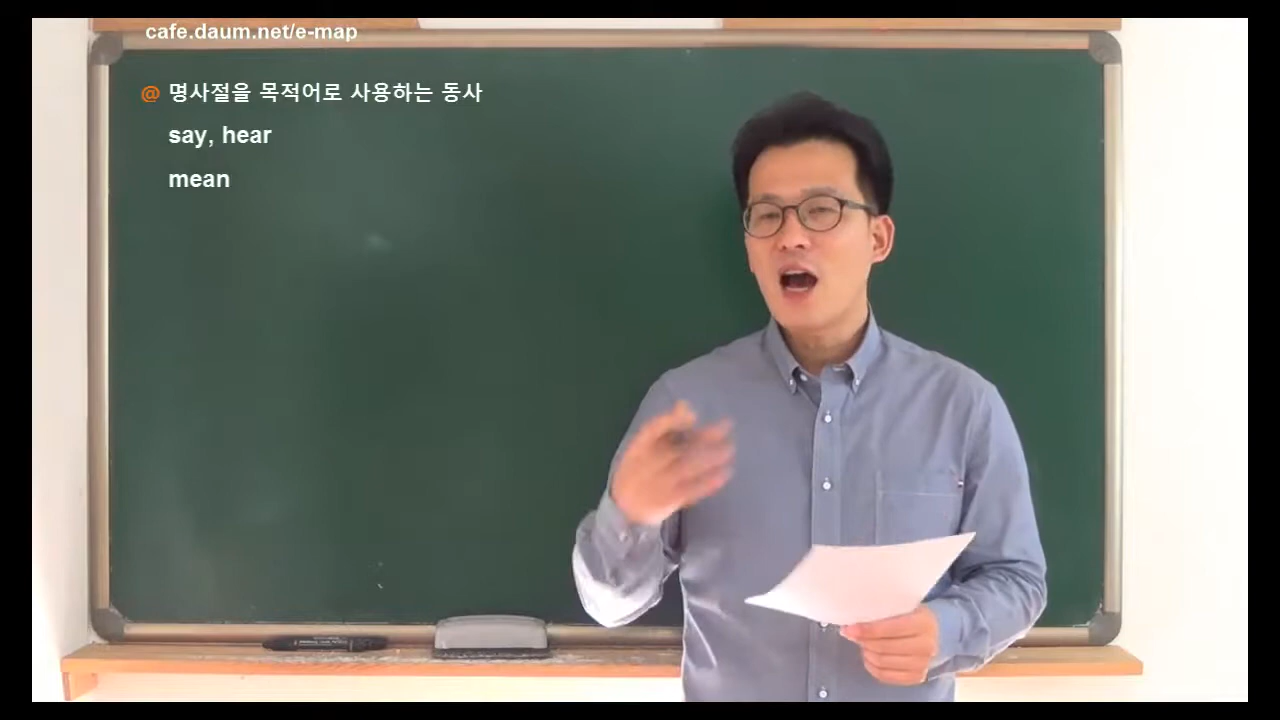 cafe.daum.net/e-map
@ 명사절을 목적어로 사용하는 동사
say, hear
mean